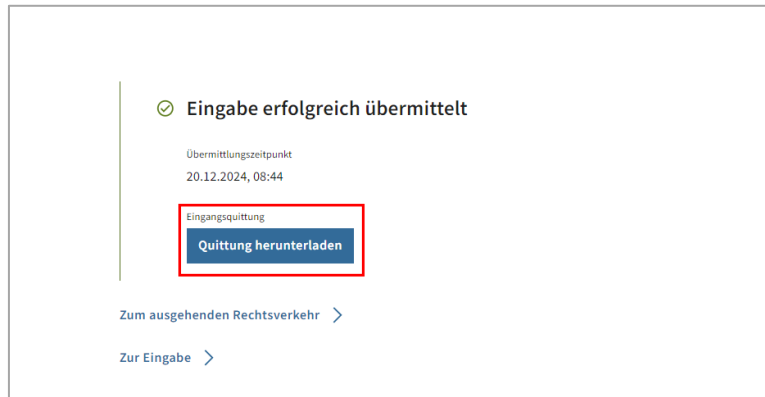 Eingabe erfolgreich übermittelt
Übermittlungszeitpunkt
20.12.2024, 08:44
Eingangsquittung
Quittung herunterladen
Zum ausgehenden Rechtsverkehr
Zur Eingabe